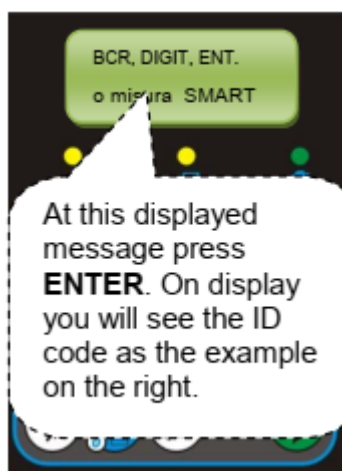 BCR, DIGIT, ENT.
o misura SMART
At this displayed
message press
ENTER. On display
you will see the ID
code as the example
on the right.